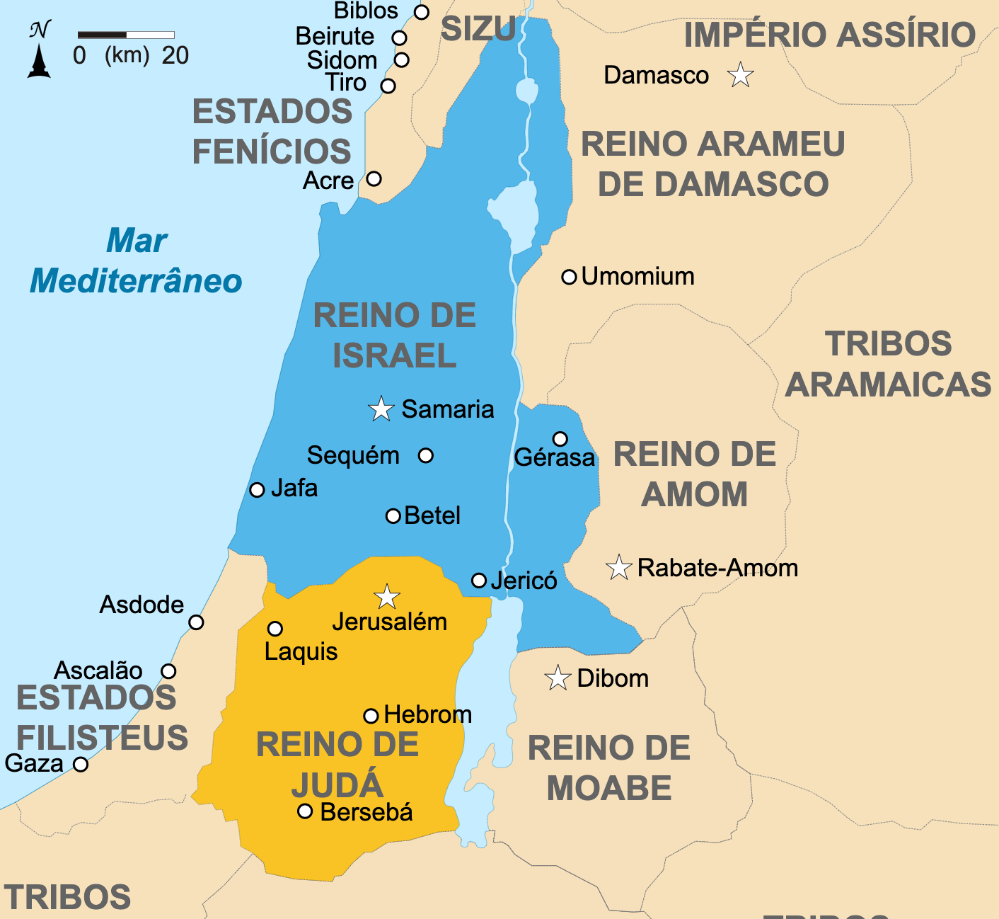 Biblos
SIZU
N
0 (km) 20
Beirute
Sidom
Tiro
IMPÉRIO ASSÍRIO
Damasco
ESTADOS
FENÍCIOS
Acre
REINO ARAMEU
DE DAMASCO
Mar
Mediterrâneo
Umomium
REINO DE
ISRAEL
TRIBOS
ARAMAICAS
Samaria
Sequém
Gérasa
REINO DE
AMOM
Jafa
Betel
Jericó
Rabate-Amom
Asdode
Jerusalém
Laquis
Ascalão
ESTADOS
FILISTEUS
Gaza
Dibom
Hebrom
REINO DE
JUDÁ
Bersebá
REINO DE
MOABE
TRIBOS
TRIBOS